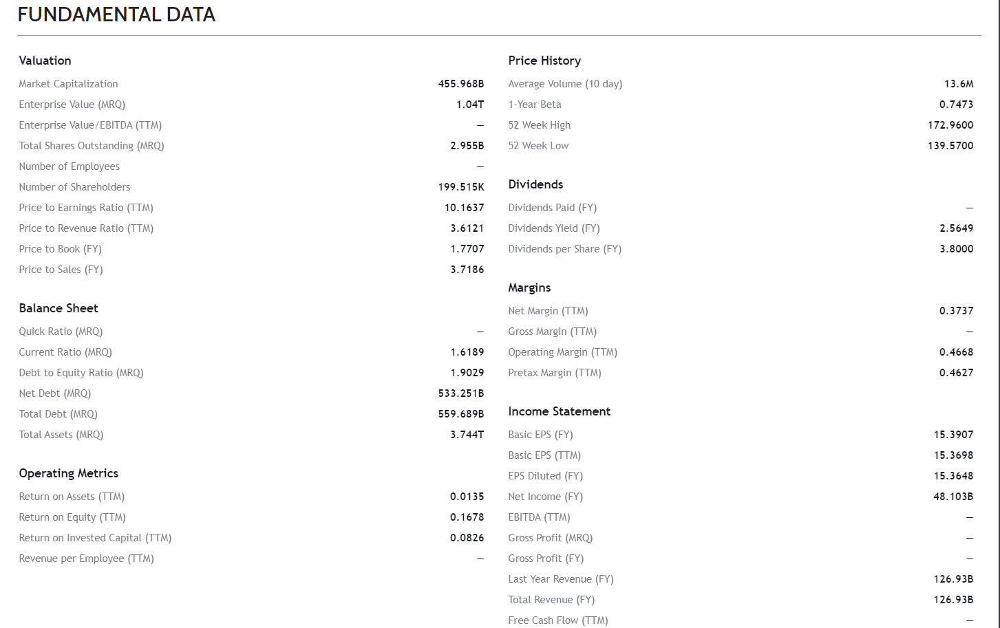 FUNDAMENTAL DATA
Valuation
Market Capitalization 455.968B
Enterprise Value (MRQ) 1.04T
Enterprise Value/EBITDA (TTM) —
Total Shares Outstanding (MRQ) 2.955B
Number of Employees —
Number of Shareholders 199.515K
Price to Earnings Ratio (TTM) 10.1637
Price to Revenue Ratio (TTM) 3.6121
Price to Book (FY) 1.7707
Price to Sales (FY) 3.7186
Balance Sheet
Quick Ratio (MRQ) —
Current Ratio (MRQ) 1.6189
Debt to Equity Ratio (MRQ) 1.9029
Net Debt (MRQ) 533.251B
Total Debt (MRQ) 559.689B
Total Assets (MRQ) 3.744T
Operating Metrics
Return on Assets (TTM) 0.0135
Return on Equity (TTM) 0.1678
Return on Invested Capital (TTM) 0.0826
Revenue per Employee (TTM) —
Price History
Average Volume (10 day) 13.6M
1-Year Beta 0.7473
52 Week High 172.9600
52 Week Low 139.5700
Dividends
Dividends Paid (FY) —
Dividends Yield (FY) 2.5649
Dividends per Share (FY) 3.8000
Margins
Net Margin (TTM) 0.3737
Gross Margin (TTM) —
Operating Margin (TTM) 0.4668
Pretax Margin (TTM) 0.4627
Income Statement
Basic EPS (FY) 15.3907
Basic EPS (TTM) 15.3698
EPS Diluted (FY) 15.3648
Net Income (FY) 48.103B
EBITDA (TTM) —
Gross Profit (MRQ) —
Gross Profit (FY) —
Last Year Revenue (FY) 126.93B
Total Revenue (FY) 126.93B
Free Cash Flow (TTM) —